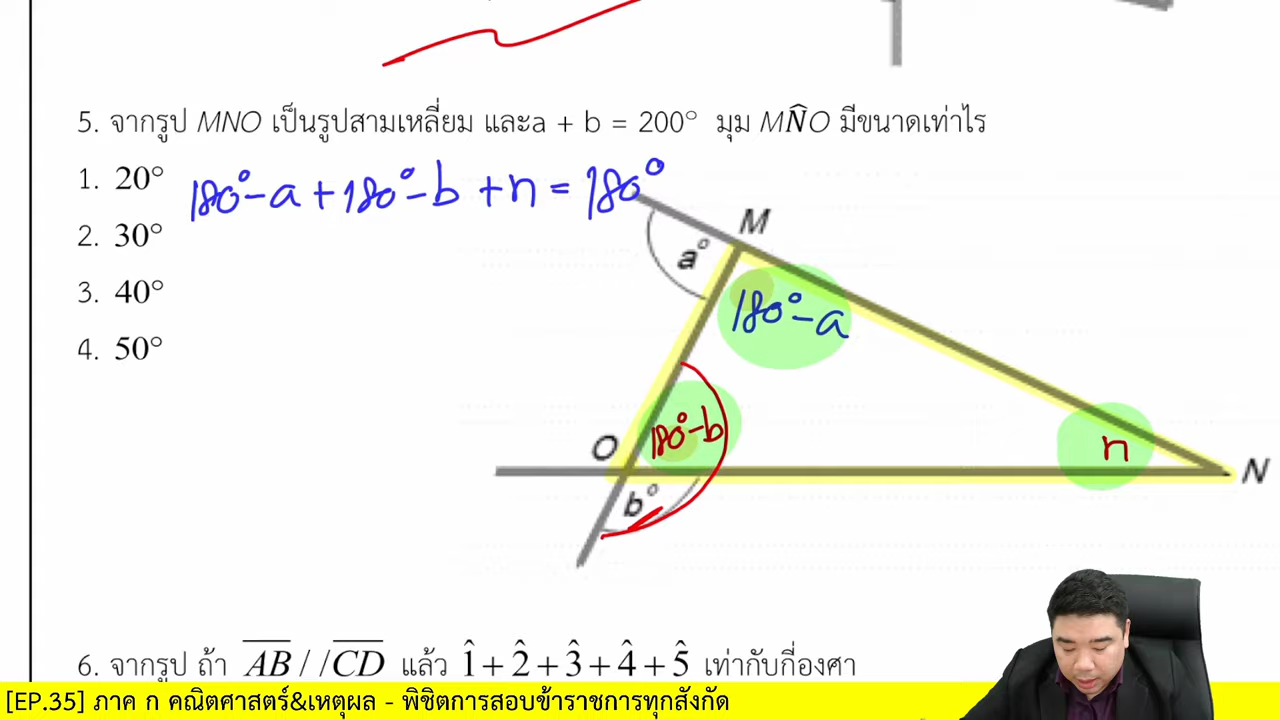 5. จากรูป MNO เป็นรูปสามเหลี่ยม และa + b = 200° มุม MN̂O มีขนาดเท่าไร
1. 20°
180°-a+180°-b+n=180°
2. 30°
3. 40°
4. 50°
M
a°
180°-a
O
180°-b
n
N
b°
6. จากรูป ถ้า AB//CD แล้ว 1̂+2̂+3̂+4̂+5̂ เท่ากับกี่องศา
[EP.35] ภาค ก คณิตศาสตร์&เหตุผล - พิชิตการสอบข้าราชการทุกสังกัด